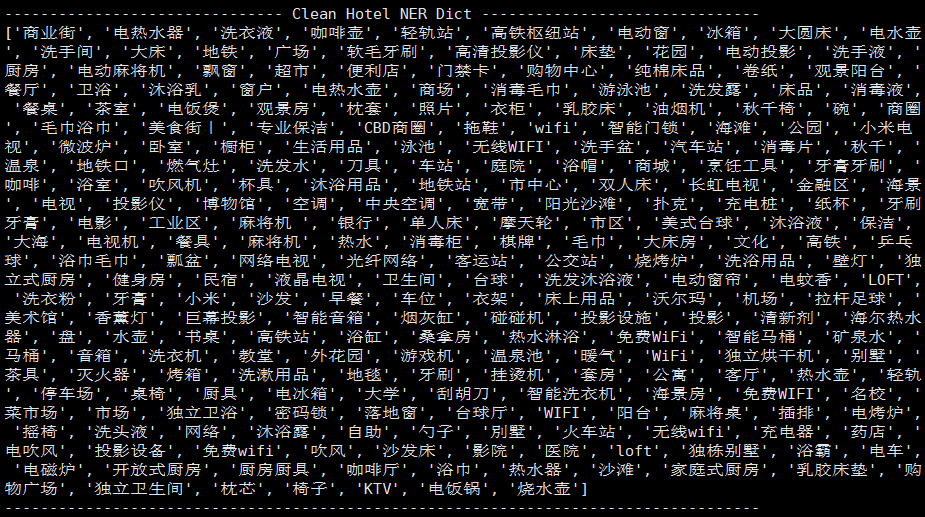 ------------------------------ Clean Hotel NER Dict ------------------------------
['商业街', '电热水器', '洗衣液', '咖啡壶', '轻轨站', '高铁枢纽站', '电动窗', '冰箱', '大圆床', '电水壶
', '洗手间', '大床', '地铁', '广场', '软毛牙刷', '高清投影仪', '床垫', '花园', '电动投影', '洗手液', '
厨房', '电动麻将机', '飘窗', '超市', '便利店', '门禁卡', '购物中心', '纯棉床品', '卷纸', '观景阳台', '
餐厅', '卫浴', '沐浴乳', '窗户', '电热水壶', '商场', '消毒毛巾', '游泳池', '洗发露', '床品', '消毒液',
 '餐桌', '茶室', '电饭煲', '观景房', '枕套', '照片', '衣柜', '乳胶床', '油烟机', '秋千椅', '碗', '商圈
', '毛巾浴巾', '美食街丨', '专业保洁', 'CBD商圈', '拖鞋', 'wifi', '智能门锁', '海滩', '公园', '小米电
视', '微波炉', '卧室', '橱柜', '生活用品', '泳池', '无线WIFI', '洗手盆', '汽车站', '消毒片', '秋千', '
温泉', '地铁口', '燃气灶', '洗发水', '刀具', '车站', '庭院', '浴帽', '商城', '烹饪工具', '牙膏牙刷', '
咖啡', '浴室', '吹风机', '杯具', '沐浴用品', '地铁站', '市中心', '双人床', '长虹电视', '金融区', '海景
', '电视', '投影仪', '博物馆', '空调', '中央空调', '宽带', '阳光沙滩', '扑克', '充电桩', '纸杯', '牙刷
牙膏', '电影', '工业区', '麻将机 ', '银行', '单人床', '摩天轮', '市区', '美式台球', '沐浴液', '保洁',
'大海', '电视机', '餐具', '麻将机', '热水', '消毒柜', '棋牌', '毛巾', '大床房', '文化', '高铁', '乒乓
球', '浴巾毛巾', '瓢盆', '网络电视', '光纤网络', '客运站', '公交站', '烧烤炉', '洗浴用品', '壁灯', '独
立式厨房', '健身房', '民宿', '液晶电视', '卫生间', '台球', '洗发沐浴液', '电动窗帘', '电蚊香', 'LOFT',
 '洗衣粉', '牙膏', '小米', '沙发', '早餐', '车位', '衣架', '床上用品', '沃尔玛', '机场', '拉杆足球', '
美术馆', '香薰灯', '巨幕投影', '智能音箱', '烟灰缸', '碰碰机', '投影设施', '投影', '清新剂', '海尔热水
器', '盘', '水壶', '书桌', '高铁站', '浴缸', '桑拿房', '热水淋浴', '免费WiFi', '智能马桶', '矿泉水', '
马桶', '音箱', '洗衣机', '教堂', '外花园', '游戏机', '温泉池', '暖气', 'WiFi', '独立烘干机', '别墅', '
茶具', '灭火器', '烤箱', '洗漱用品', '地毯', '牙刷', '挂烫机', '套房', '公寓', '客厅', '热水壶', '轻轨
', '停车场', '桌椅', '厨具', '电冰箱', '大学', '刮胡刀', '智能洗衣机', '海景房', '免费WIFI', '名校', '
菜市场', '市场', '独立卫浴', '密码锁', '落地窗', '台球厅', 'WIFI', '阳台', '麻将桌', '插排', '电烤炉',
 '摇椅', '洗头液', '网络', '沐浴露', '自助', '勺子', '別墅', '火车站', '无线wifi', '充电器', '药店', '
电吹风', '投影设备', '免费wifi', '吹风', '沙发床', '影院', '医院', 'loft', '独栋别墅', '浴霸', '电车',
 '电磁炉', '开放式厨房', '厨房厨具', '咖啡厅', '浴巾', '热水器', '沙滩', '家庭式厨房', '乳胶床垫', '购
物广场', '独立卫生间', '枕芯', '椅子', 'KTV', '电饭锅', '烧水壶']
----------------------------------------------------------------------------------